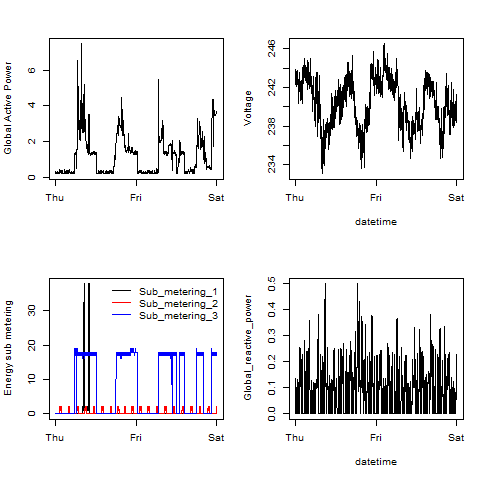 Global Active Power
6
4
2
0
Thu
Fri
Sat
Voltage
246
242
238
234
Thu
Fri
Sat
datetime
Energy sub metering
30
20
10
0
Sub_metering_1
Sub_metering_2
Sub_metering_3
Thu
Fri
Sat
Global_reactive_power
0.5
0.4
0.3
0.2
0.1
0.0
Thu
Fri
Sat
datetime